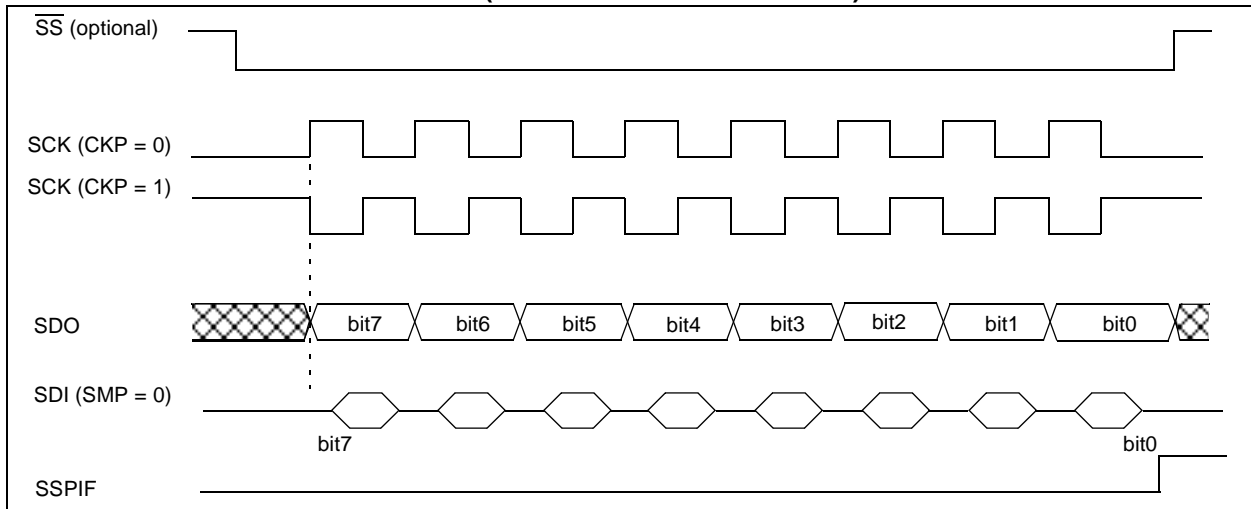 SS (optional)
SCK (CKP = 0)
SCK (CKP = 1)
SDO
bit7 bit6 bit5 bit4 bit3 bit2 bit1 bit0
SDI (SMP = 0)
bit7 bit0
SSPIF